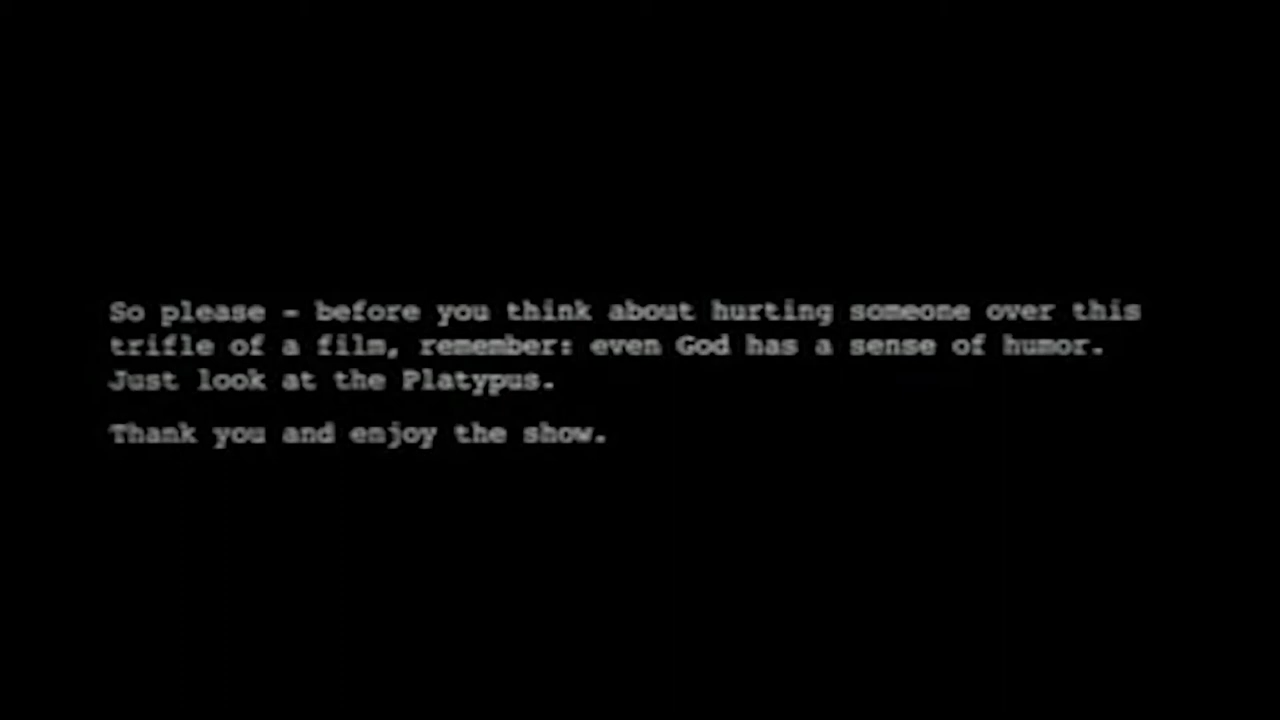 So please - before you think about hurting someone over this
trifle of a film, remember: even God has a sense of humor.
Just look at the Platypus.
Thank you and enjoy the show.